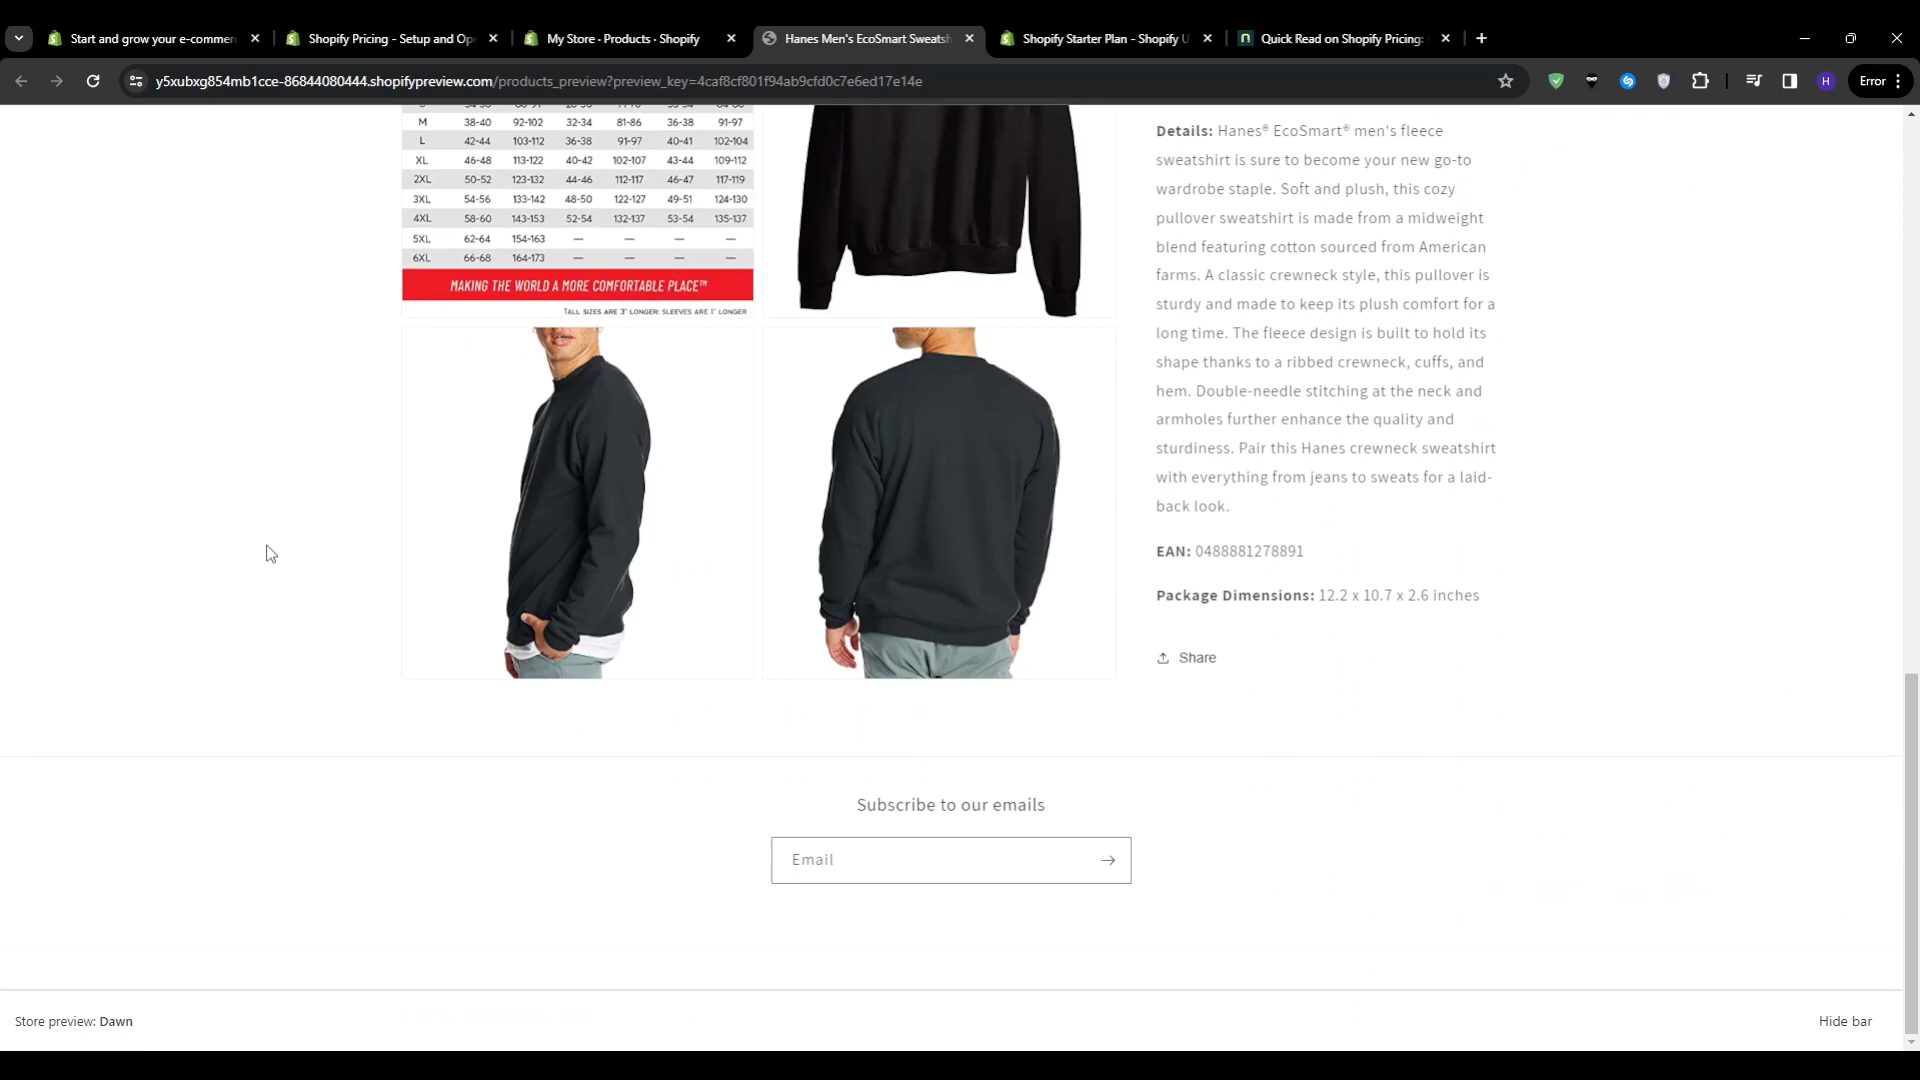 Start and grow your e-commer
Shopify Pricing - Setup and Op
My Store · Products · Shopify
Hanes Men's EcoSmart Sweatsh
Shopify Starter Plan - Shopify U
Quick Read on Shopify Pricing:
y5xubxg854mb1cce-86844080444.shopifypreview.com/products_preview?preview_key=4caf8cf801f94ab9cfd0c7e6ed17e14e
H
Error
M 38-40 92-102 32-34 81-86 36-38 91-97
L 42-44 103-112 36-38 91-97 40-41 102-104
XL 46-48 113-122 40-42 102-107 43-44 109-112
2XL 50-52 123-132 44-46 112-117 46-47 117-119
3XL 54-56 133-142 48-50 122-127 49-51 124-130
4XL 58-60 143-153 52-54 132-137 53-54 135-137
5XL 62-64 154-163 — — — —
6XL 66-68 164-173 — — — —
MAKING THE WORLD A MORE COMFORTABLE PLACE™
TALL SIZES ARE 3" LONGER; SLEEVES ARE 1" LONGER
Details: Hanes® EcoSmart® men's fleece
sweatshirt is sure to become your new go-to
wardrobe staple. Soft and plush, this cozy
pullover sweatshirt is made from a midweight
blend featuring cotton sourced from American
farms. A classic crewneck style, this pullover is
sturdy and made to keep its plush comfort for a
long time. The fleece design is built to hold its
shape thanks to a ribbed crewneck, cuffs, and
hem. Double-needle stitching at the neck and
armholes further enhance the quality and
sturdiness. Pair this Hanes crewneck sweatshirt
with everything from jeans to sweats for a laid-
back look.
EAN: 0488881278891
Package Dimensions: 12.2 x 10.7 x 2.6 inches
Share
Subscribe to our emails
Email
Store preview: Dawn
Hide bar